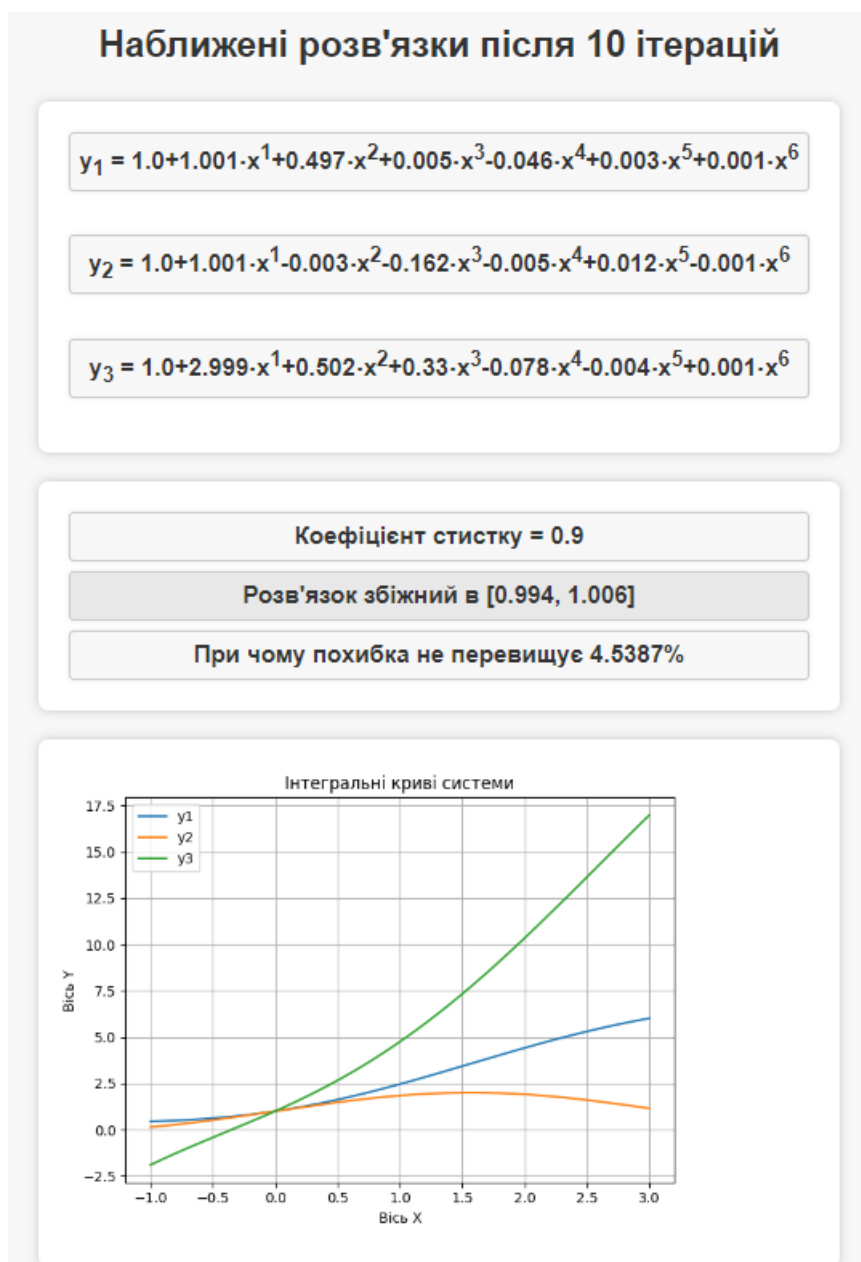 Наближені розв'язки після 10 ітерацій
y₁ = 1.0+1.001·x¹+0.497·x²+0.005·x³-0.046·x⁴+0.003·x⁵+0.001·x⁶
y₂ = 1.0+1.001·x¹-0.003·x²-0.162·x³-0.005·x⁴+0.012·x⁵-0.001·x⁶
y₃ = 1.0+2.999·x¹+0.502·x²+0.33·x³-0.078·x⁴-0.004·x⁵+0.001·x⁶
Коефіцієнт стистку = 0.9
Розв'язок збіжний в [0.994, 1.006]
При чому похибка не перевищує 4.5387%
Інтегральні криві системи
y1
y2
y3
Вісь Y
17.5
15.0
12.5
10.0
7.5
5.0
2.5
0.0
−2.5
−1.0 −0.5 0.0 0.5 1.0 1.5 2.0 2.5 3.0
Вісь X